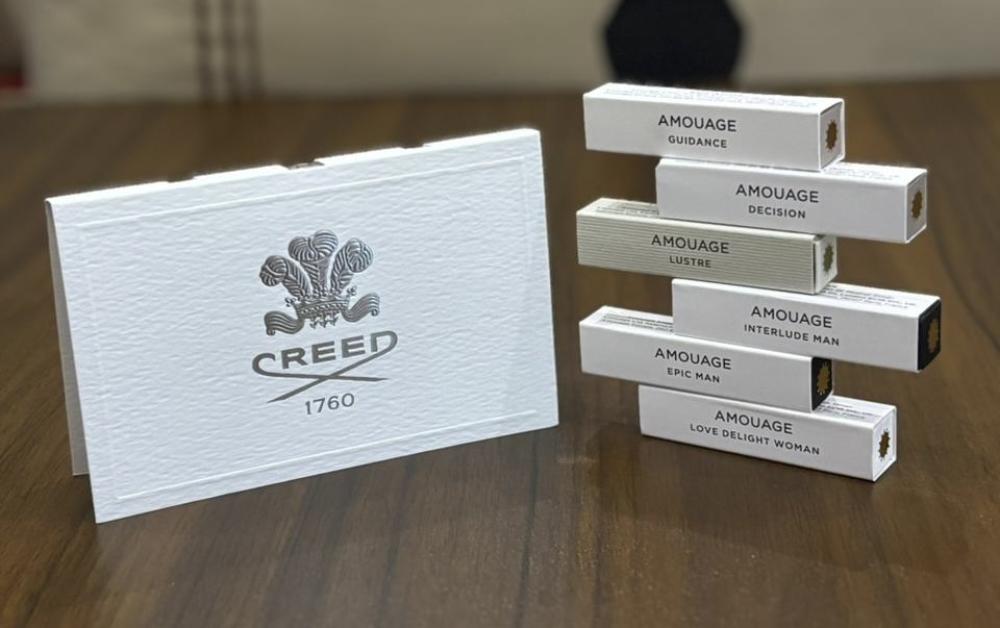 CREED
1760
AMOUAGE
GUIDANCE
AMOUAGE
DECISION
AMOUAGE
LUSTRE
AMOUAGE
INTERLUDE MAN
AMOUAGE
EPIC MAN
AMOUAGE
LOVE DELIGHT WOMAN